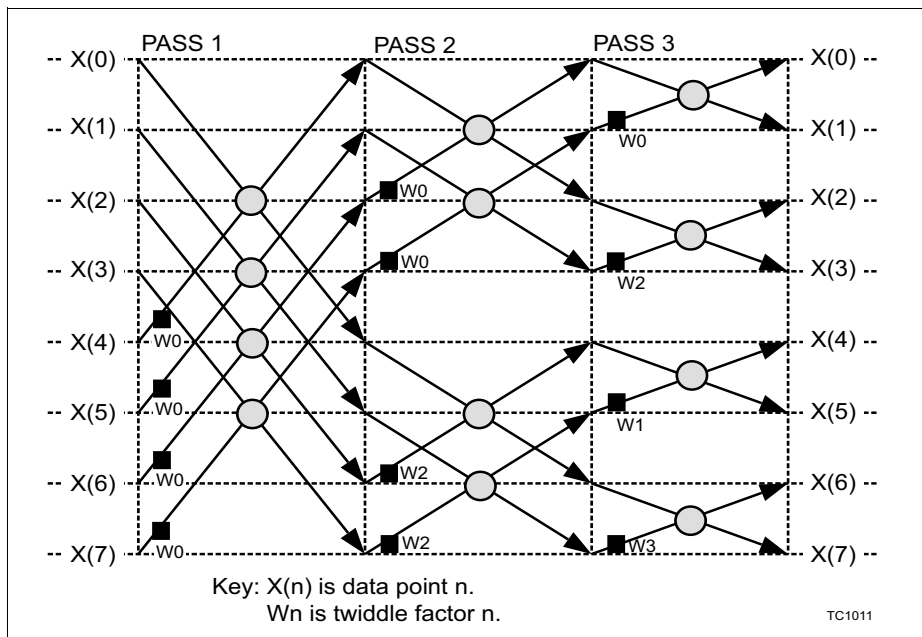 PASS 1 PASS 2 PASS 3
X(0) X(0)
X(1) W0 X(1)
X(2) W0 X(2)
X(3) W0 W2 X(3)
X(4) W0 X(4)
X(5) W0 W1 X(5)
X(6) W0 W2 X(6)
X(7) W0 W2 W3 X(7)
Key: X(n) is data point n.
Wn is twiddle factor n.
TC1011